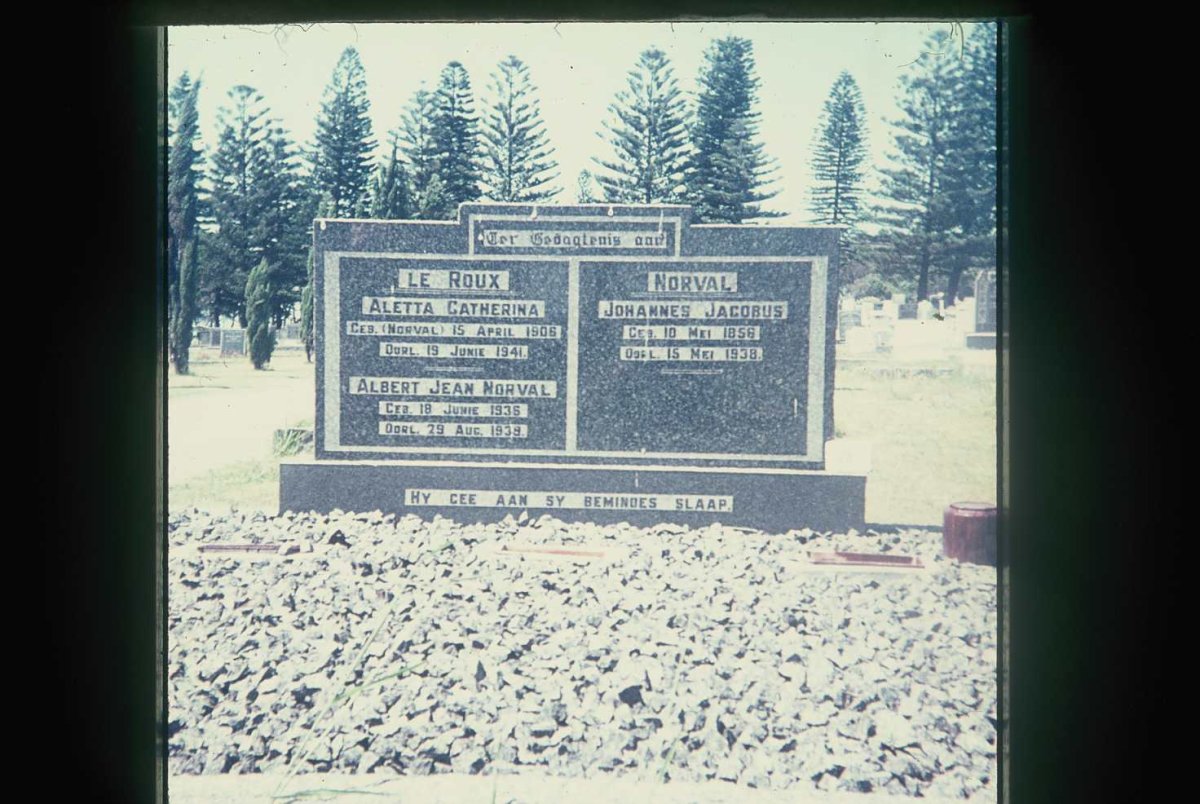 Ter Gedagtenis aan
LE ROUX
ALETTA CATHERINA
GEB. (NORVAL) 15 APRIL 1906
OORL. 19 JUNIE 1941.
ALBERT JEAN NORVAL
GEB. 18 JUNIE 1936
OORL. 29 AUG. 1939.
NORVAL
JOHANNES JACOBUS
GEB. 10 MEI 1856
OORL. 15 MEI 1938.
HY GEE AAN SY BEMINDES SLAAP.